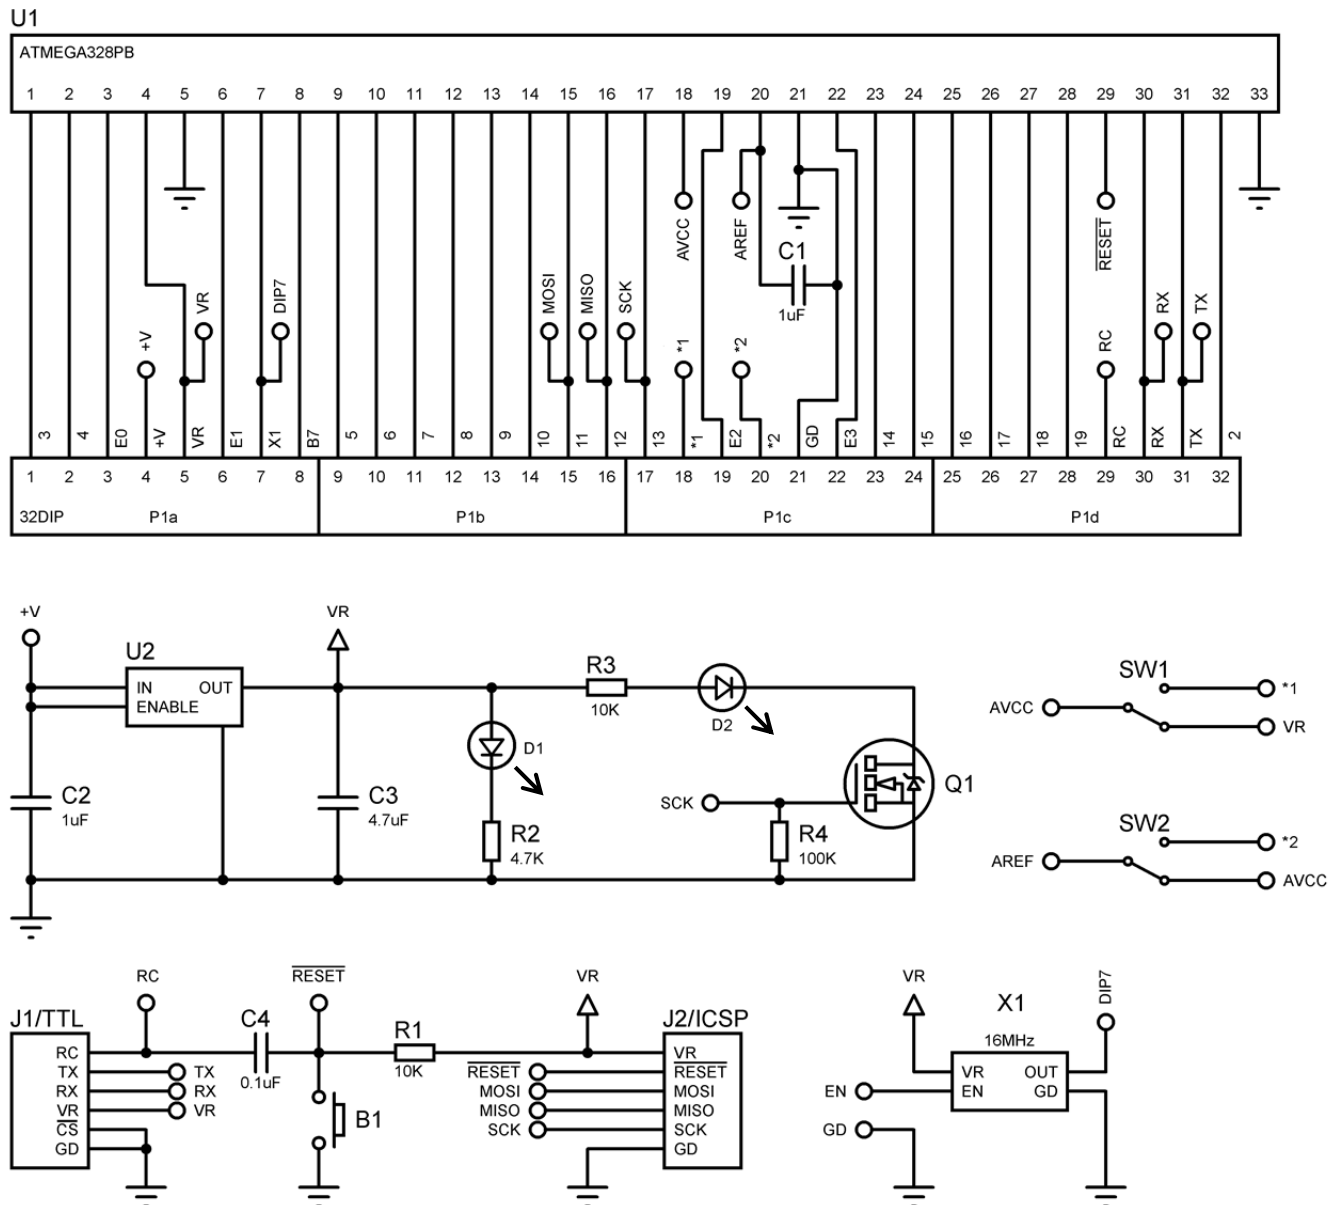 U1
ATMEGA328PB
1 2 3 4 5 6 7 8 9 10 11 12 13 14 15 16 17 18 19 20 21 22 23 24 25 26 27 28 29 30 31 32 33
AVCC AREF RESET
C1
1uF
VR DIP7 MOSI MISO SCK RX TX
+V *1 *2 RC
3 4 E0 +V VR E1 X1 B7 5 6 7 8 9 10 11 12 13 *1 E2 *2 GD E3 14 15 16 17 18 19 RC RX TX 2
1 2 3 4 5 6 7 8 9 10 11 12 13 14 15 16 17 18 19 20 21 22 23 24 25 26 27 28 29 30 31 32
32DIP P1a P1b P1c P1d
+V VR
U2
IN OUT
ENABLE
R3
10K
D2
D1
C2
1uF
C3
4.7uF
R2
4.7K
SCK
R4
100K
Q1
SW1
*1
AVCC
VR
SW2
*2
AREF
AVCC
RC RESET VR
J1/TTL
RC
TX TX
RX RX
VR VR
CS
GD
C4
0.1uF
R1
10K
B1
J2/ICSP
VR
RESET RESET
MOSI MOSI
MISO MISO
SCK SCK
GD
VR
X1
DIP7
16MHz
VR OUT
EN EN GD
GD